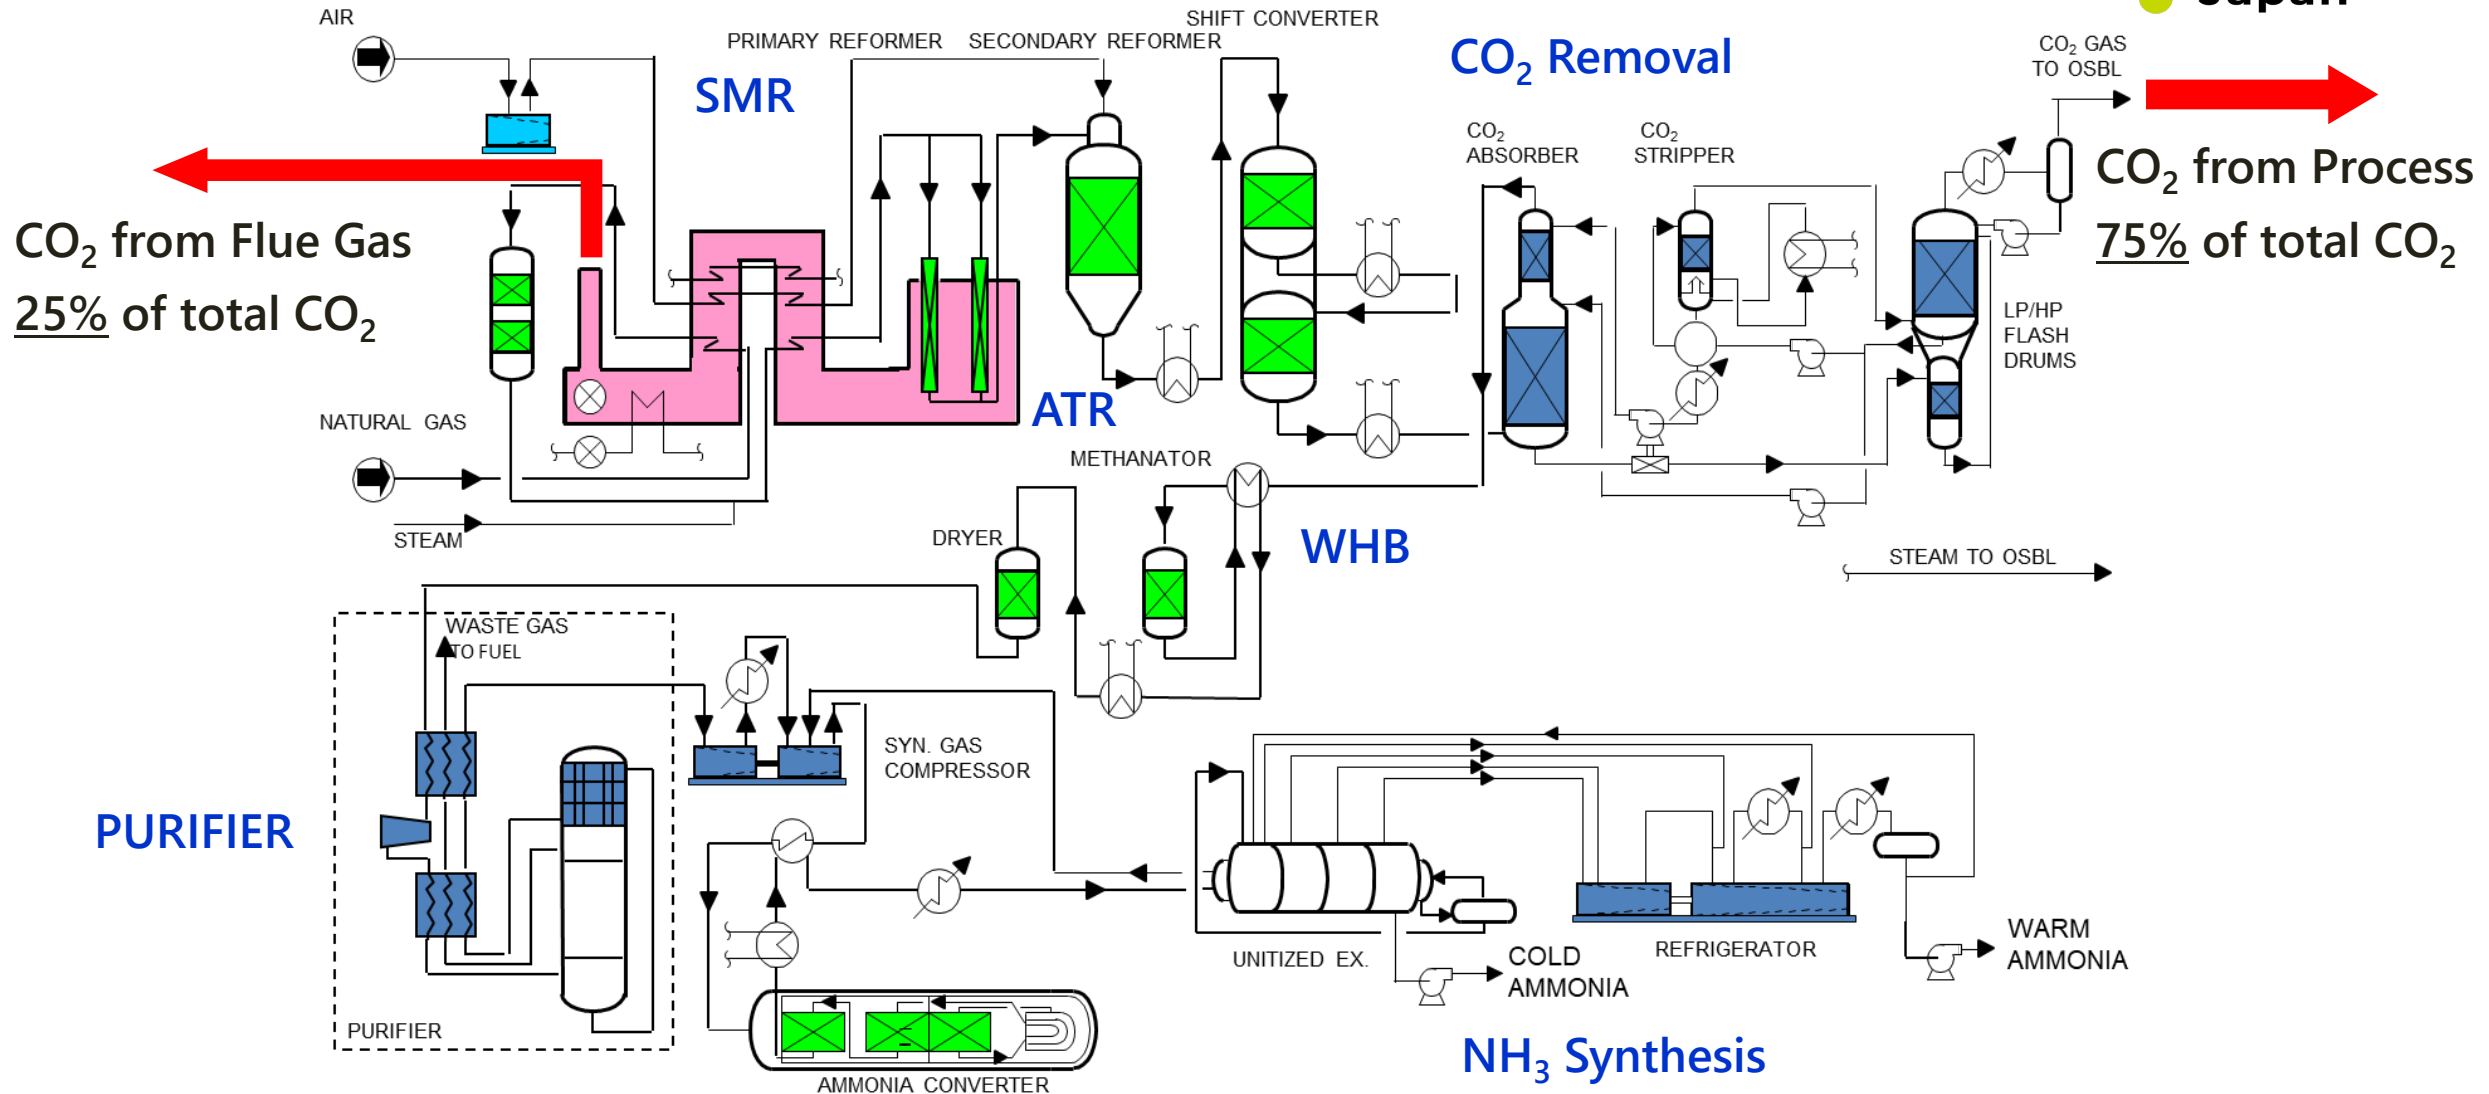 Japan
AIR
SHIFT CONVERTER
PRIMARY REFORMER
SECONDARY REFORMER
SMR
CO2 Removal
CO2 GAS
TO OSBL
CO2
ABSORBER
CO2
STRIPPER
CO2 from Process
75% of total CO2
CO2 from Flue Gas
25% of total CO2
LP/HP
FLASH
DRUMS
ATR
NATURAL GAS
METHANATOR
STEAM
DRYER
WHB
STEAM TO OSBL
WASTE GAS
TO FUEL
SYN. GAS
COMPRESSOR
PURIFIER
UNITIZED EX.
COLD
AMMONIA
REFRIGERATOR
WARM
AMMONIA
PURIFIER
AMMONIA CONVERTER
NH3 Synthesis